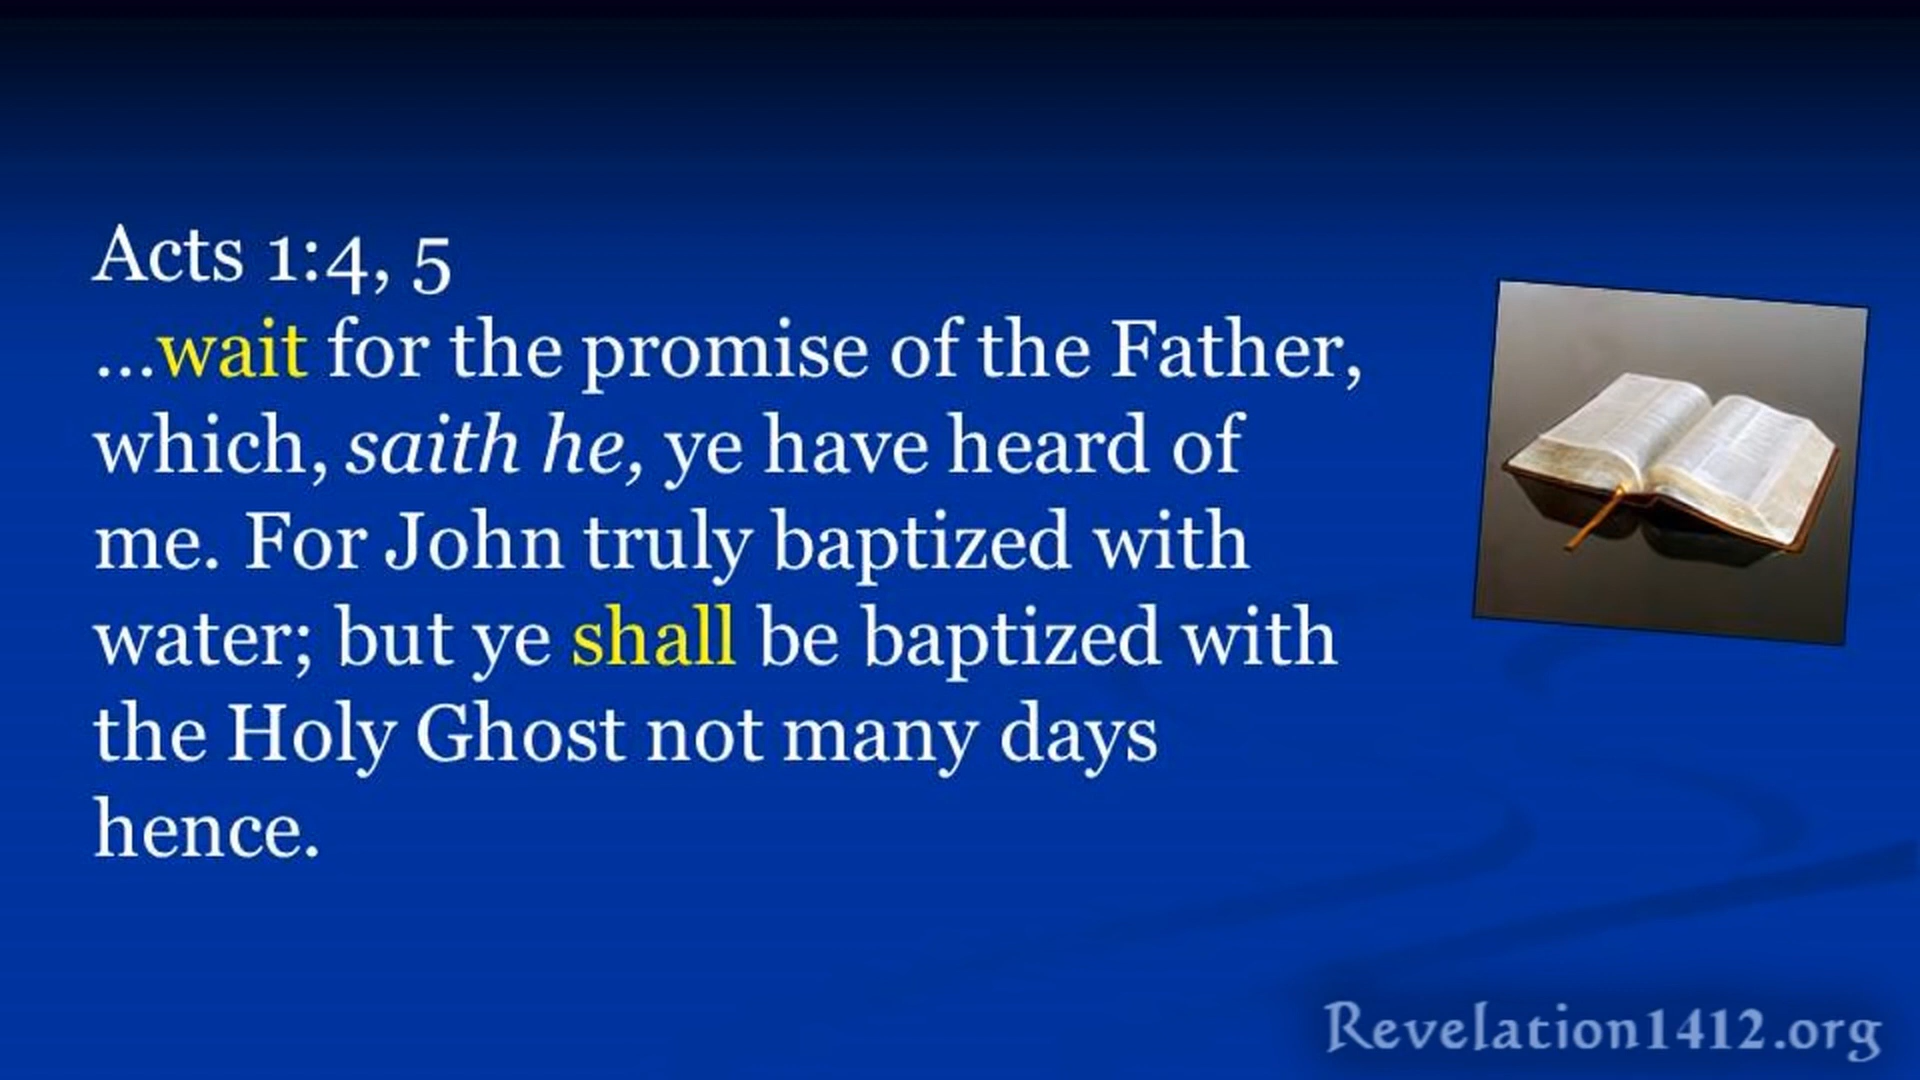 Acts 1:4, 5
...wait for the promise of the Father,
which, saith he, ye have heard of
me. For John truly baptized with
water; but ye shall be baptized with
the Holy Ghost not many days
hence.
Revelation1412.org